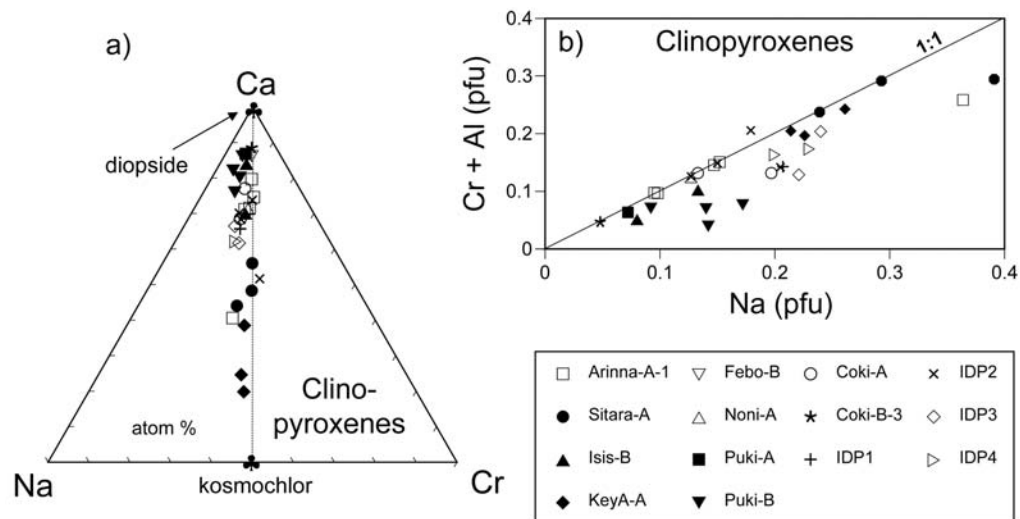 a)
Ca
diopside
Clino-
pyroxenes
atom %
Na
kosmochlor
Cr
b)
Clinopyroxenes
1:1
Cr + Al (pfu)
0.4
0.3
0.2
0.1
0
0
0.1
0.2
0.3
0.4
Na (pfu)
Arinna-A-1
Febo-B
Coki-A
IDP2
Sitara-A
Noni-A
Coki-B-3
IDP3
Isis-B
Puki-A
IDP1
IDP4
KeyA-A
Puki-B